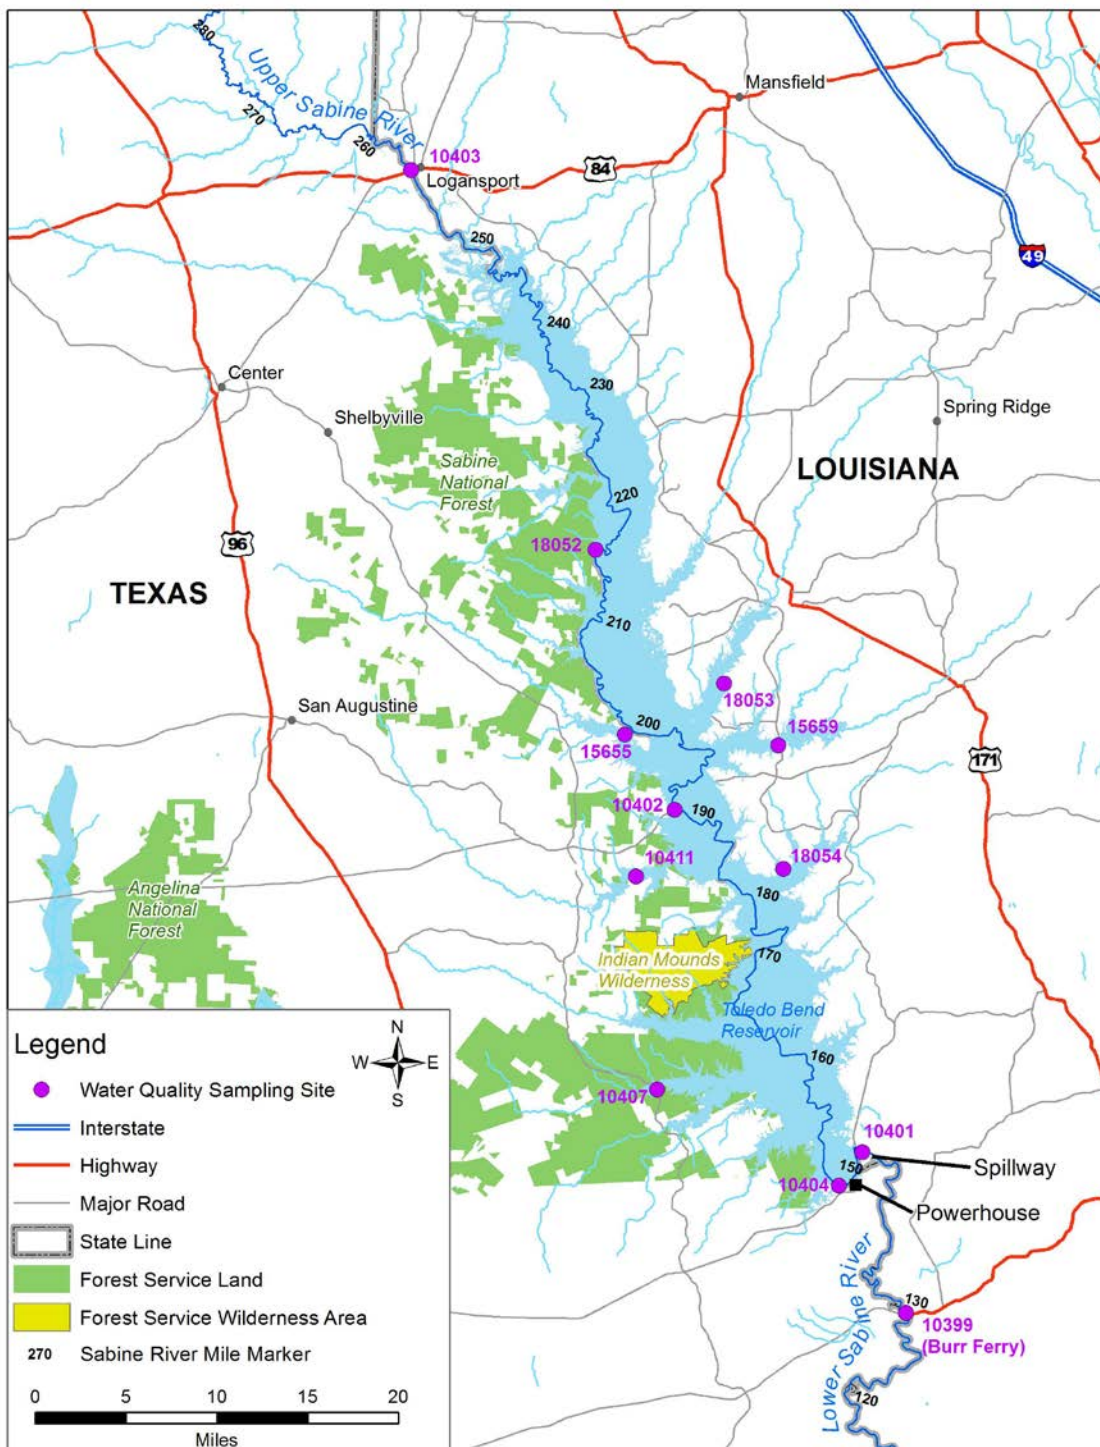 280
Upper Sabine River
270
260
Mansfield
10403
Logansport
84
250
49
240
230
Center
Shelbyville
Spring Ridge
Sabine
National
Forest
LOUISIANA
220
96
18052
TEXAS
210
18053
San Augustine
200
15655
15659
171
10402
190
10411
18054
180
Angelina
National
Forest
Indian Mounds
Wilderness
170
Toledo Bend
Reservoir
160
10407
10401
150
Spillway
10404
Powerhouse
Lower Sabine River
130
10399
(Burr Ferry)
120
Legend
N
W
E
S
Water Quality Sampling Site
Interstate
Highway
Major Road
State Line
Forest Service Land
Forest Service Wilderness Area
270 Sabine River Mile Marker
0 5 10 15 20
Miles